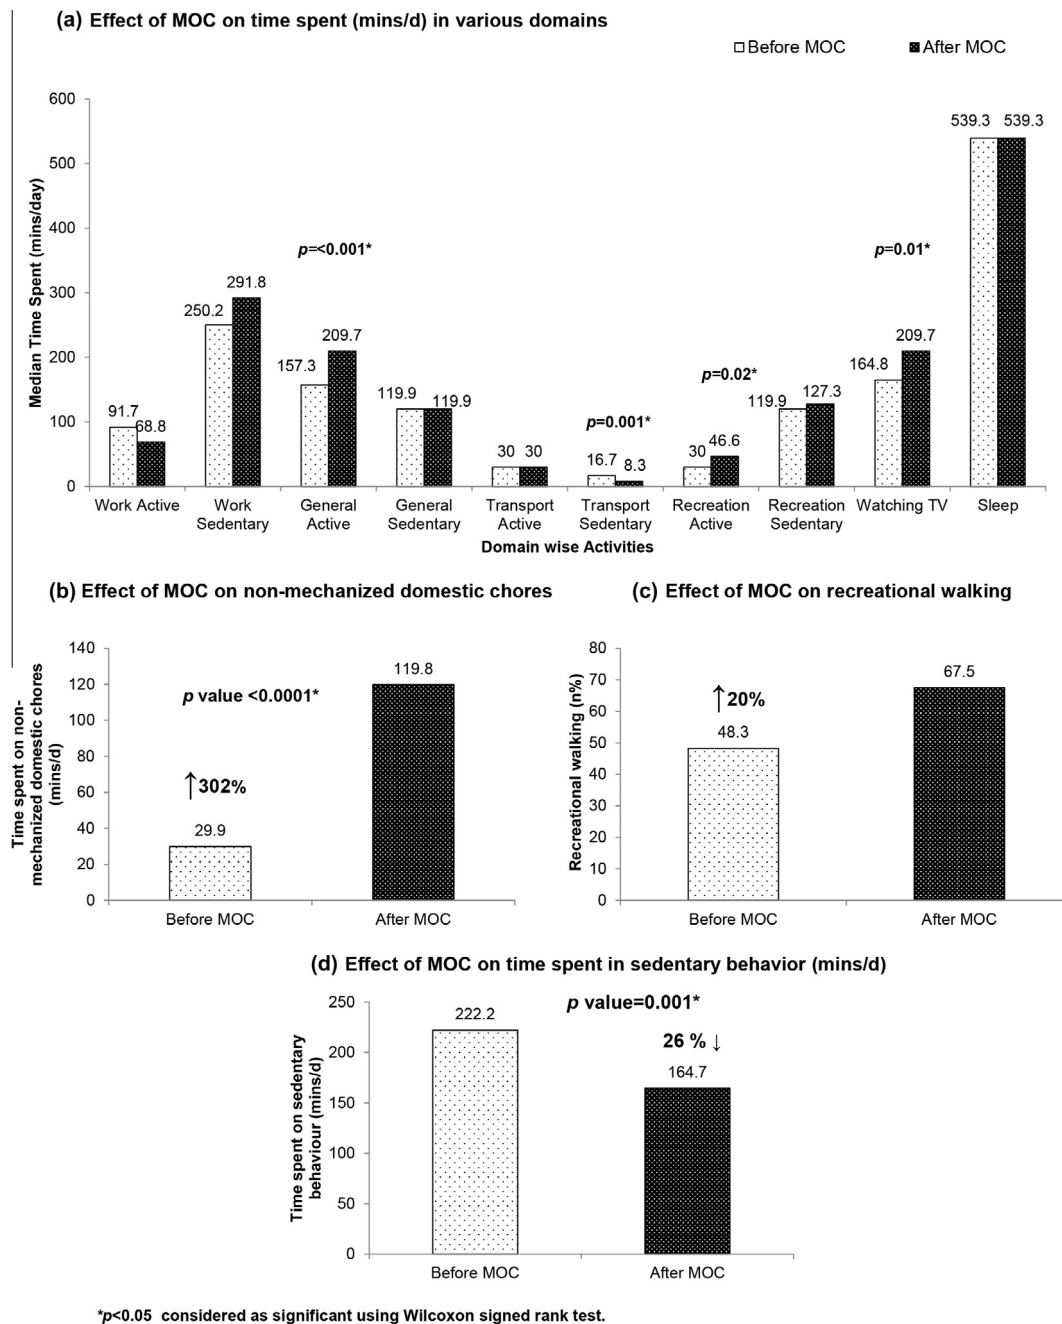 (a) Effect of MOC on time spent (mins/d) in various domains
Before MOC After MOC
Median Time Spent (mins/day)
600
500
400
300
200
100
0
91.7 68.8
250.2 291.8
p=<0.001*
157.3 209.7
119.9 119.9
30 30
p=0.001*
16.7 8.3
p=0.02*
30 46.6
119.9 127.3
p=0.01*
164.8 209.7
539.3 539.3
Work Active
Work Sedentary
General Active
General Sedentary
Transport Active
Transport Sedentary
Recreation Active
Recreation Sedentary
Watching TV
Sleep
Domain wise Activities
(b) Effect of MOC on non-mechanized domestic chores
Time spent on non-
mechanized domestic chores
(mins/d)
140
120
100
80
60
40
20
0
p value <0.0001*
↑302%
29.9
119.8
Before MOC After MOC
(c) Effect of MOC on recreational walking
Recreational walking (n%)
80
70
60
50
40
30
20
10
0
↑20%
48.3
67.5
Before MOC After MOC
(d) Effect of MOC on time spent in sedentary behavior (mins/d)
Time spent on sedentary
behaviour (mins/d)
250
200
150
100
50
0
p value=0.001*
222.2
26 % ↓
164.7
Before MOC After MOC
*p<0.05 considered as significant using Wilcoxon signed rank test.